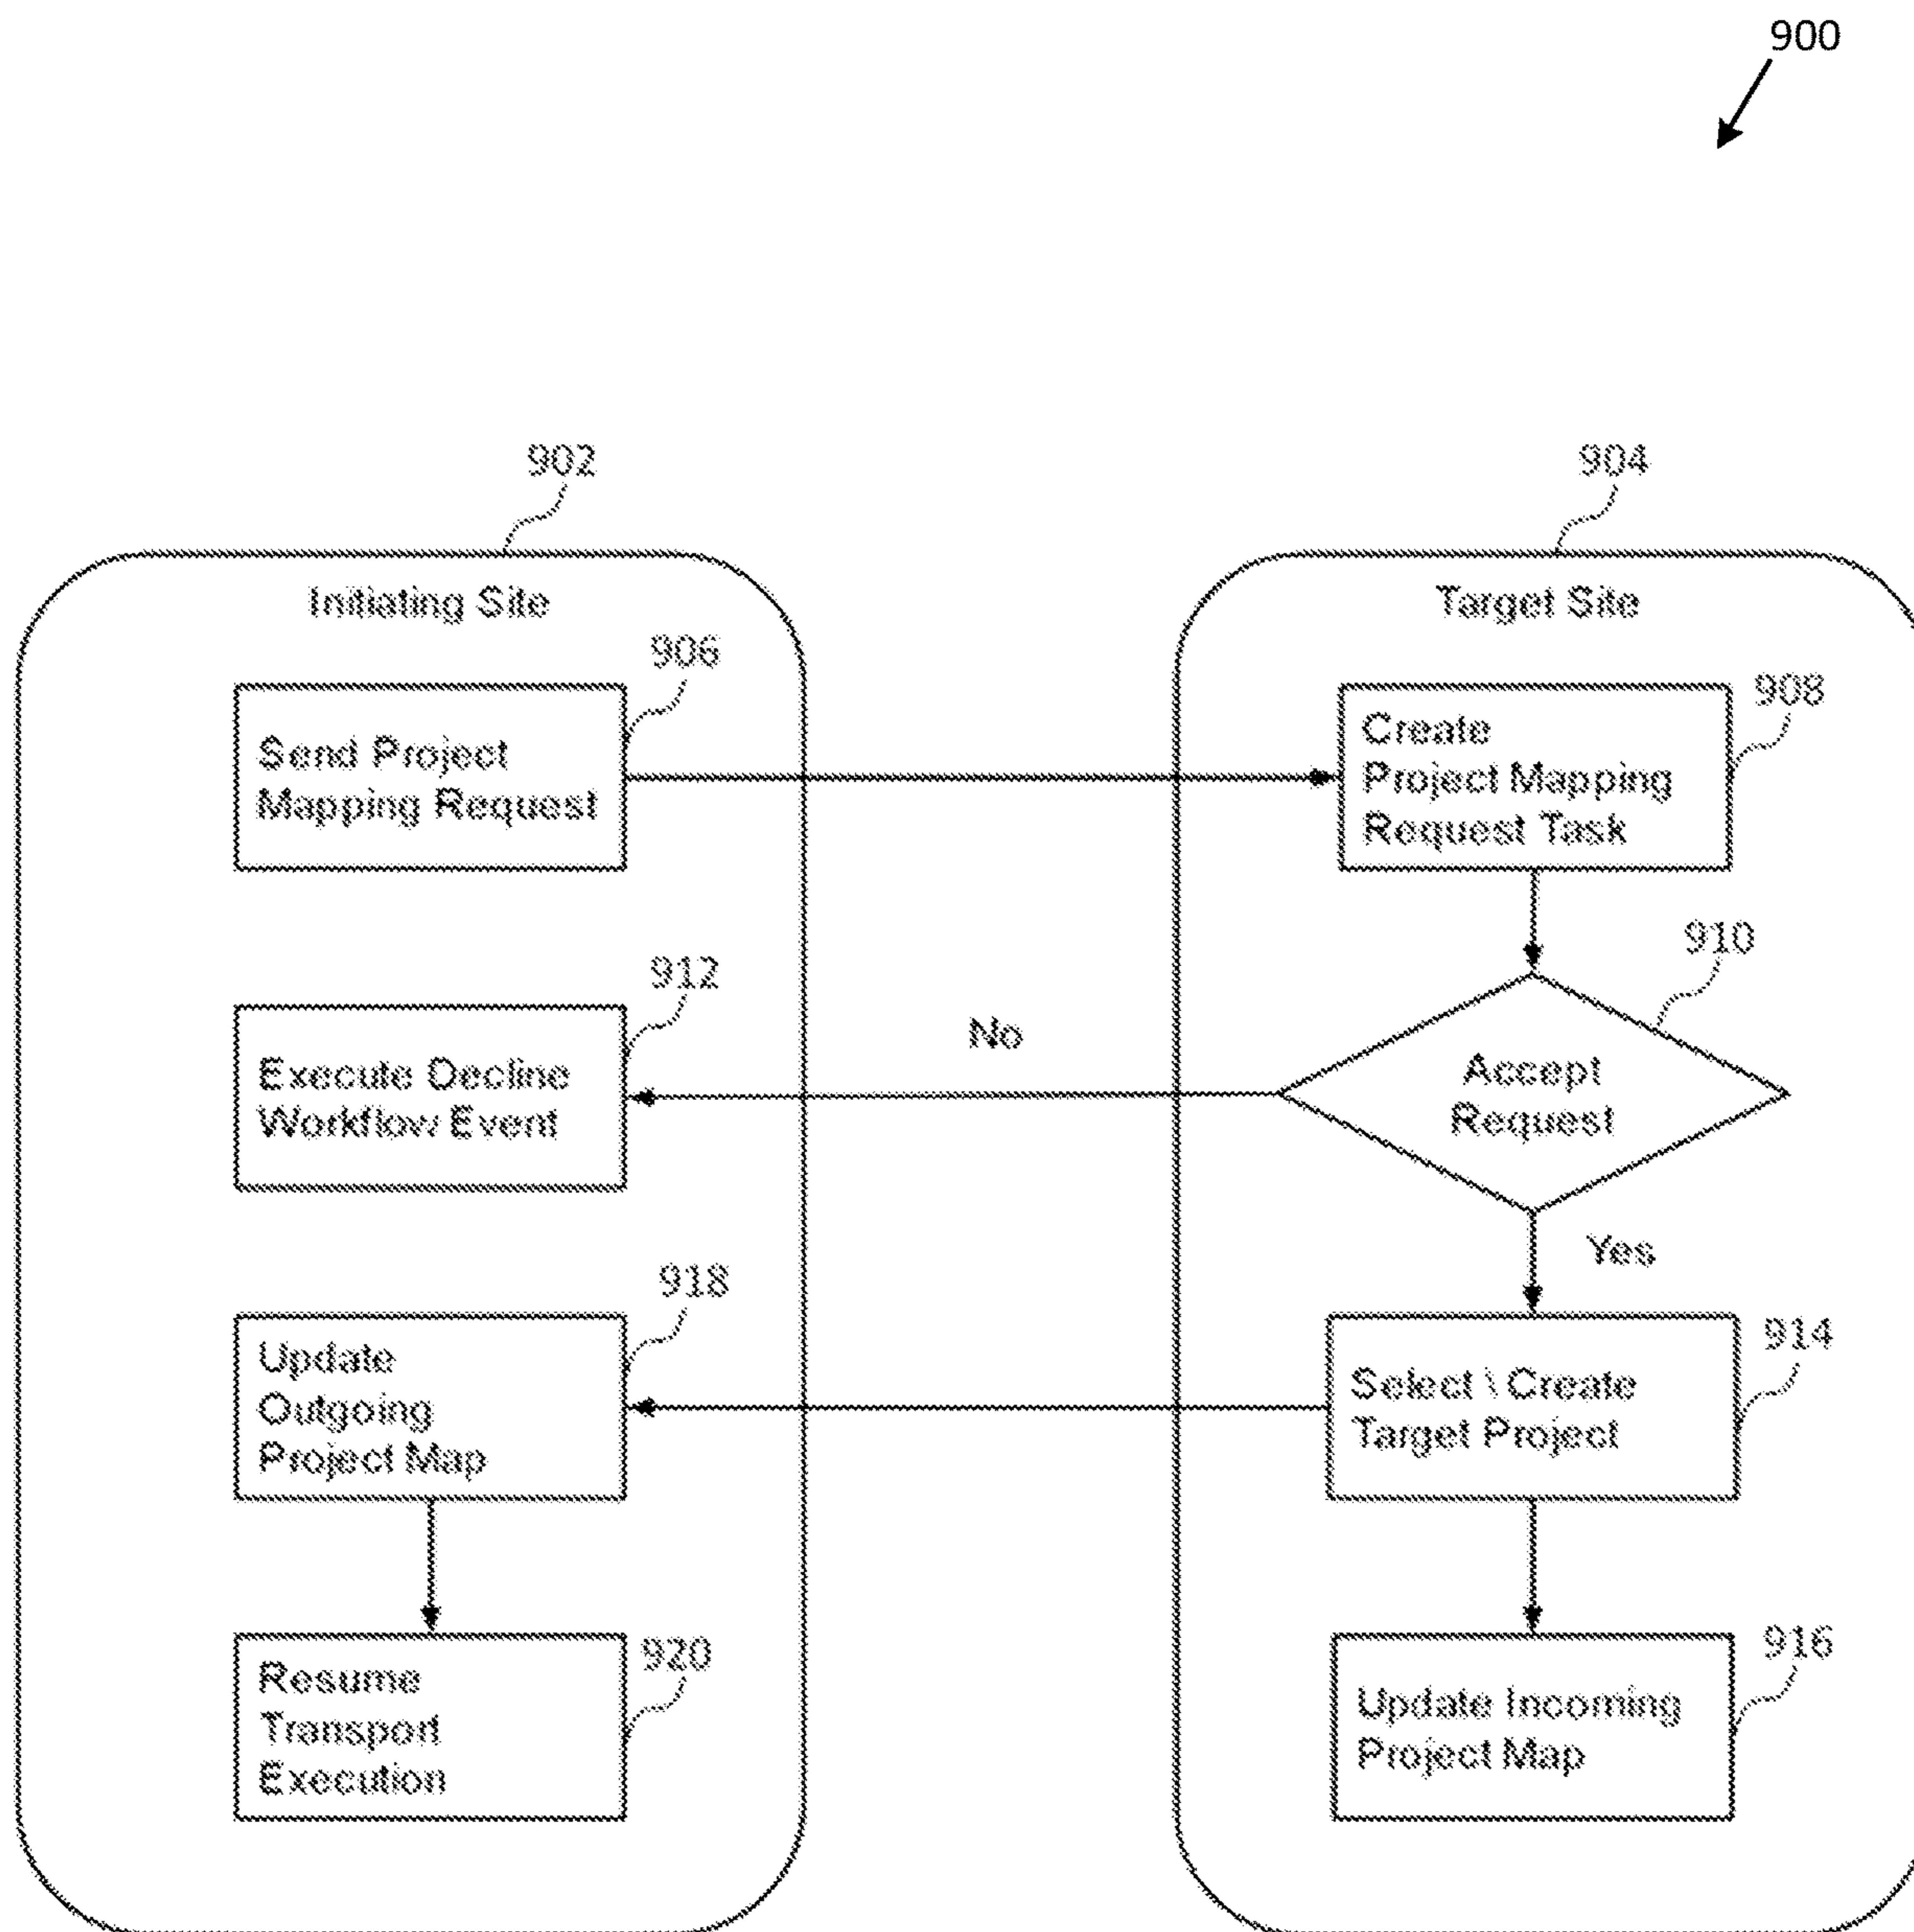 900
902
904
Initiating Site
Target Site
906
908
Send Project
Mapping Request
Create
Project Mapping
Request Task
910
912
No
Execute Decline
Workflow Event
Accept
Request
Yes
918
914
Update
Outgoing
Project Map
Select \ Create
Target Project
920
916
Resume
Transport
Execution
Update Incoming
Project Map